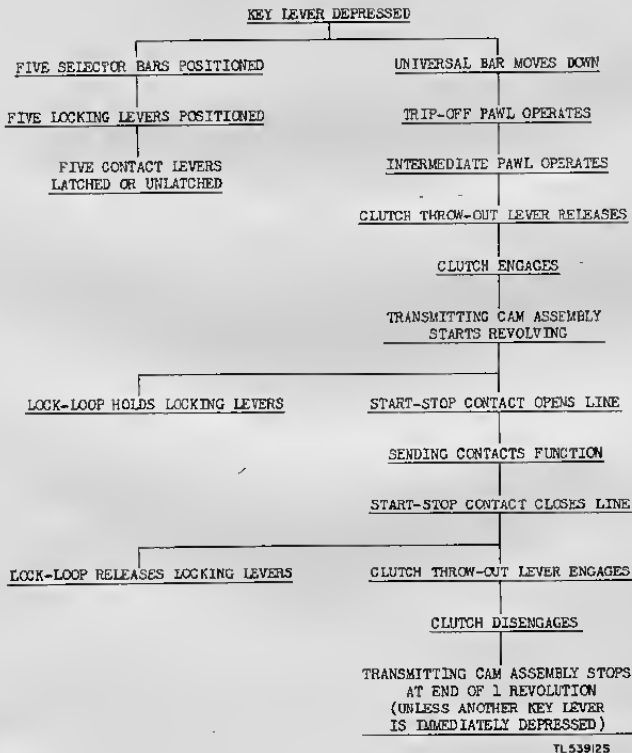 KEY LEVER DEPRESSED
FIVE SELECTOR BARS POSITIONED
FIVE LOCKING LEVERS POSITIONED
FIVE CONTACT LEVERS
LATCHED OR UNLATCHED
UNIVERSAL BAR MOVES DOWN
TRIP-OFF PAWL OPERATES
INTERMEDIATE PAWL OPERATES
CLUTCH THROW-OUT LEVER RELEASES
CLUTCH ENGAGES
TRANSMITTING CAM ASSEMBLY
STARTS REVOLVING
LOCK-LOOP HOLDS LOCKING LEVERS
START-STOP CONTACT OPENS LINE
SENDING CONTACTS FUNCTION
START-STOP CONTACT CLOSES LINE
LOCK-LOOP RELEASES LOCKING LEVERS
CLUTCH THROW-OUT LEVER ENGAGES
CLUTCH DISENGAGES
TRANSMITTING CAM ASSEMBLY STOPS
AT END OF 1 REVOLUTION
(UNLESS ANOTHER KEY LEVER
IS IMMEDIATELY DEPRESSED)
TL53912S